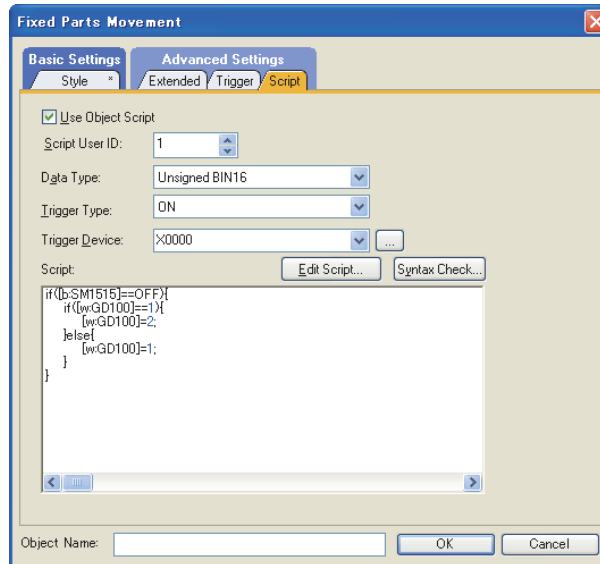 Fixed Parts Movement
Basic Settings
Advanced Settings
Style *
Extended
Trigger
Script
Use Object Script
Script User ID:
1
Data Type:
Unsigned BIN16
Trigger Type:
ON
Trigger Device:
X0000
...
Script:
Edit Script...
Syntax Check...
if([b:SM1515]==OFF){
if([w:GD100]==1){
[w:GD100]=2;
}else{
[w:GD100]=1;
}
}
Object Name:
OK
Cancel